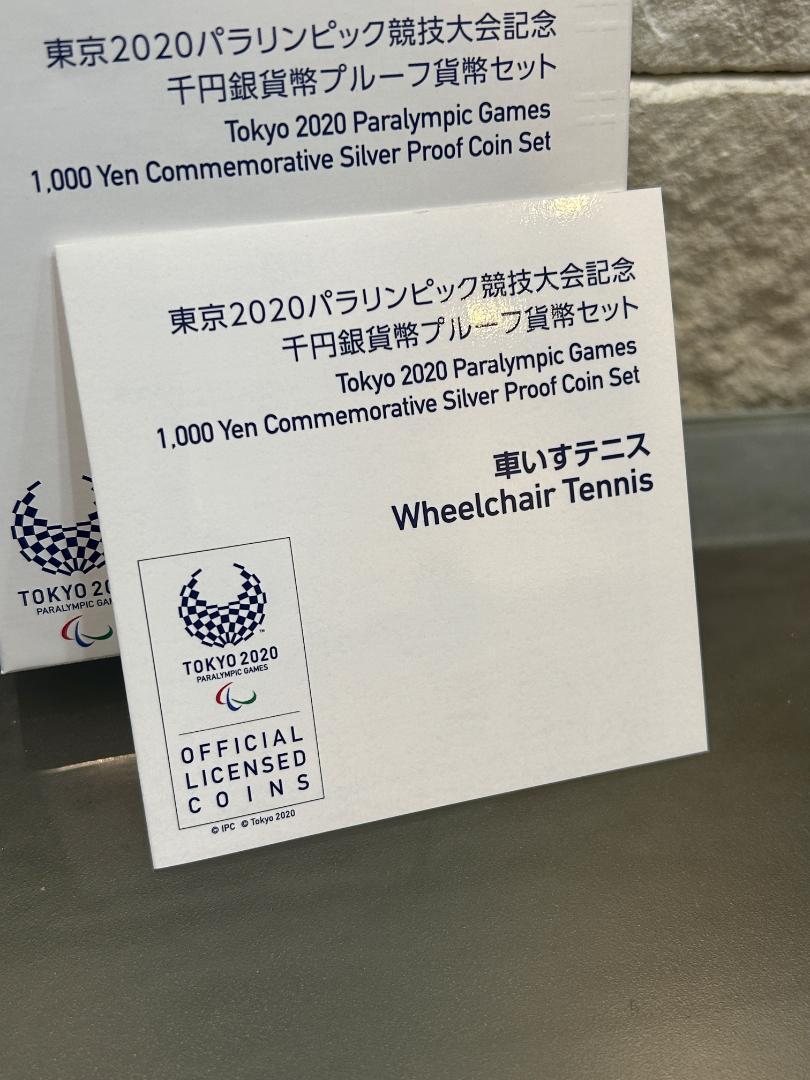 東京2020パラリンピック競技大会記念
千円銀貨幣プルーフ貨幣セット
Tokyo 2020 Paralympic Games
1,000 Yen Commemorative Silver Proof Coin Set
東京2020パラリンピック競技大会記念
千円銀貨幣プルーフ貨幣セット
Tokyo 2020 Paralympic Games
1,000 Yen Commemorative Silver Proof Coin Set
車いすテニス
Wheelchair Tennis
TOKYO 20
PARALYMPIC GA
TOKYO 2020
PARALYMPIC GAMES
OFFICIAL
LICENSED
COINS
© IPC © Tokyo 2020